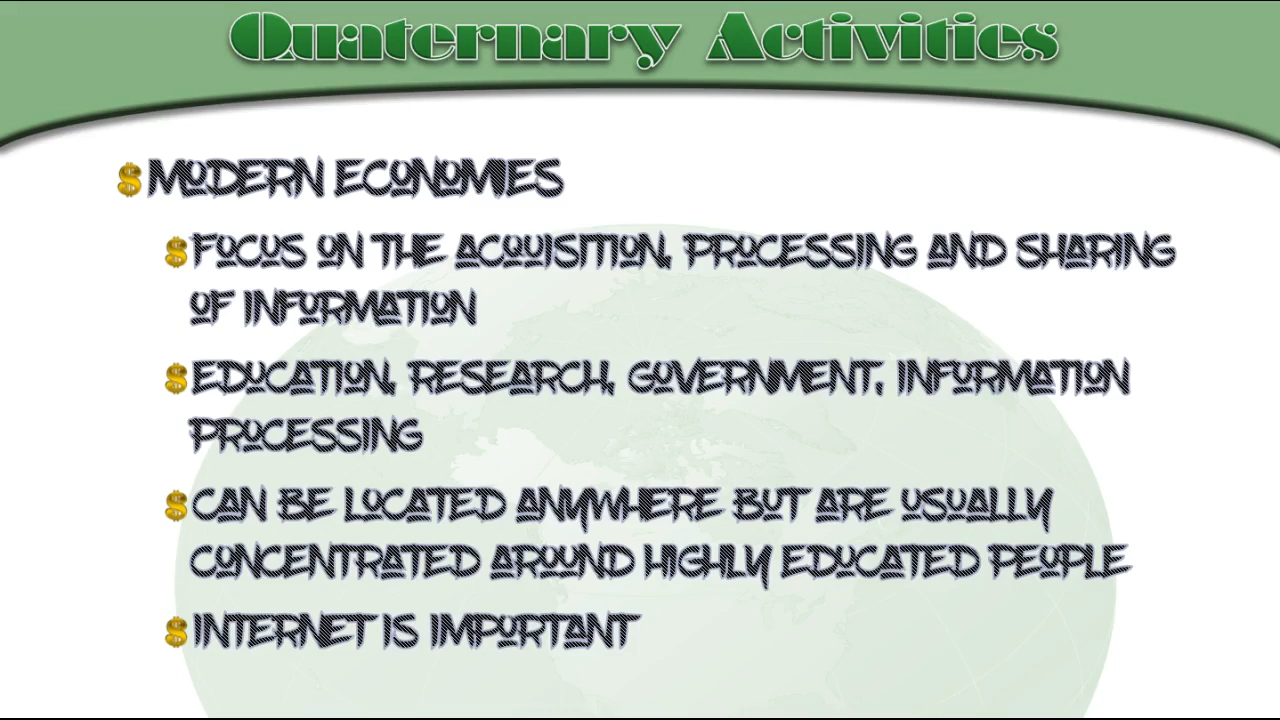 Quaternary Activities
MODERN ECONOMIES
FOCUS ON THE ACQUISITION, PROCESSING AND SHARING
OF INFORMATION
EDUCATION, RESEARCH, GOVERNMENT, INFORMATION
PROCESSING
CAN BE LOCATED ANYWHERE BUT ARE USUALLY
CONCENTRATED AROUND HIGHLY EDUCATED PEOPLE
INTERNET IS IMPORTANT